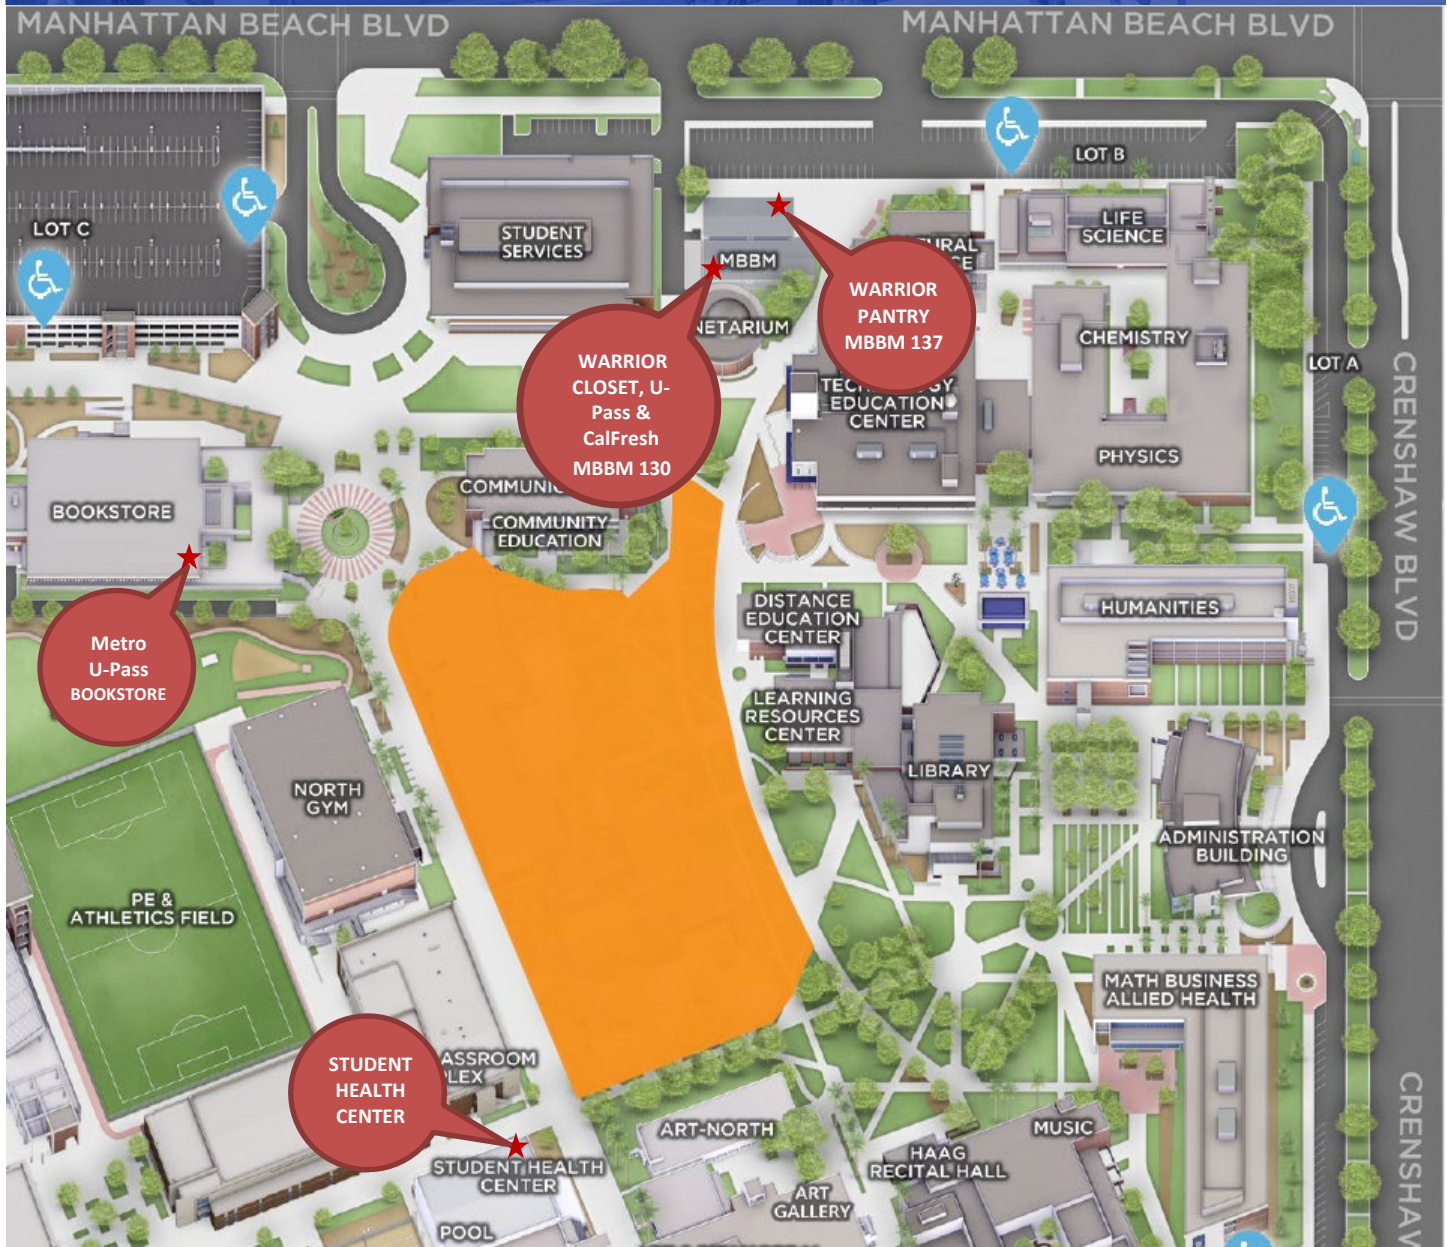 MANHATTAN BEACH BLVD
MANHATTAN BEACH BLVD
LOT B
LOT C
STUDENT
SERVICES
LIFE
SCIENCE
MBBM
WARRIOR
PANTRY
MBBM 137
CHEMISTRY
LOT A
CRENSHAW BLVD
WARRIOR
CLOSET, U-
Pass &
CalFresh
MBBM 130
EDUCATION
CENTER
PHYSICS
BOOKSTORE
COMMUNITY
EDUCATION
DISTANCE
EDUCATION
CENTER
HUMANITIES
Metro
U-Pass
BOOKSTORE
LEARNING
RESOURCES
CENTER
LIBRARY
NORTH
GYM
ADMINISTRATION
BUILDING
PE &
ATHLETICS FIELD
MATH BUSINESS
ALLIED HEALTH
STUDENT
HEALTH
CENTER
ART-NORTH
MUSIC
HAAG
RECITAL HALL
STUDENT HEALTH
CENTER
ART
GALLERY
POOL